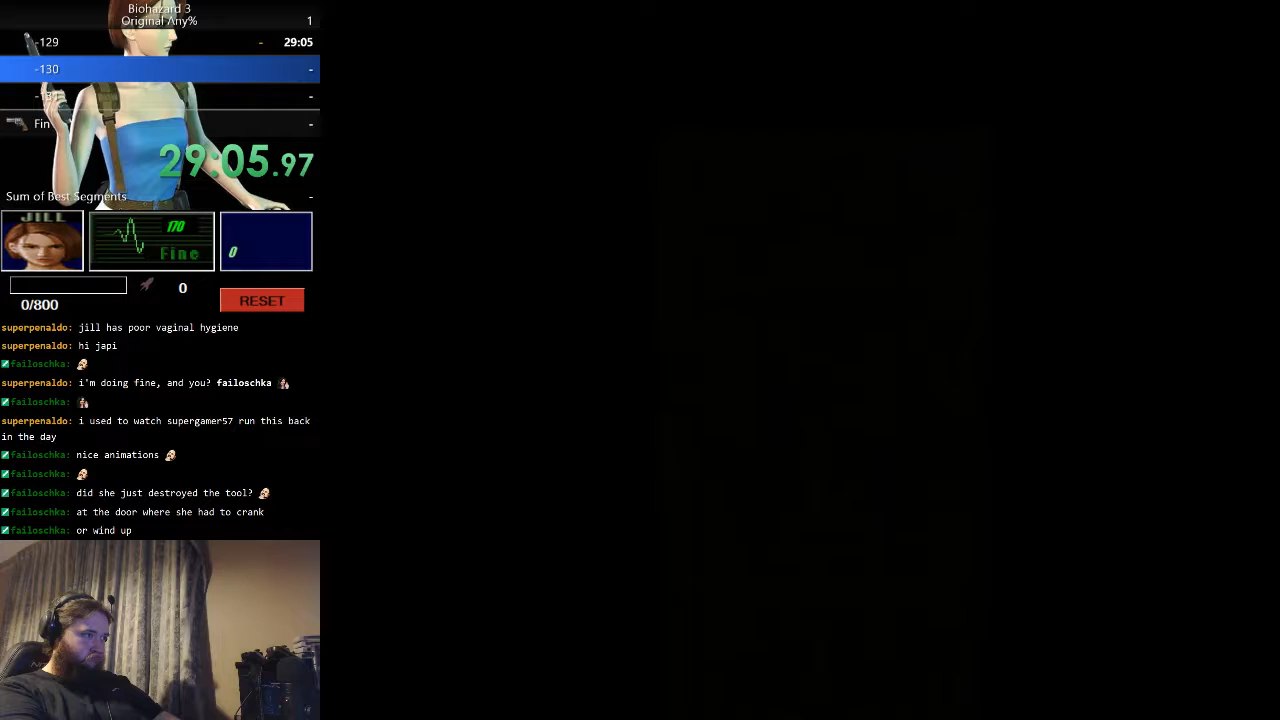 Biohazard 3
Original Any%
1
-129 - 29:05
-130 -
-131 -
Fin -
29:05.97
Sum of Best Segments -
JILL
170
Fine
0
0
0/800
RESET
superpenaldo: jill has poor vaginal hygiene
superpenaldo: hi japi
failoschka:
superpenaldo: i'm doing fine, and you? failoschka
failoschka:
superpenaldo: i used to watch supergamer57 run this back
in the day
failoschka: nice animations
failoschka:
failoschka: did she just destroyed the tool?
failoschka: at the door where she had to crank
failoschka: or wind up